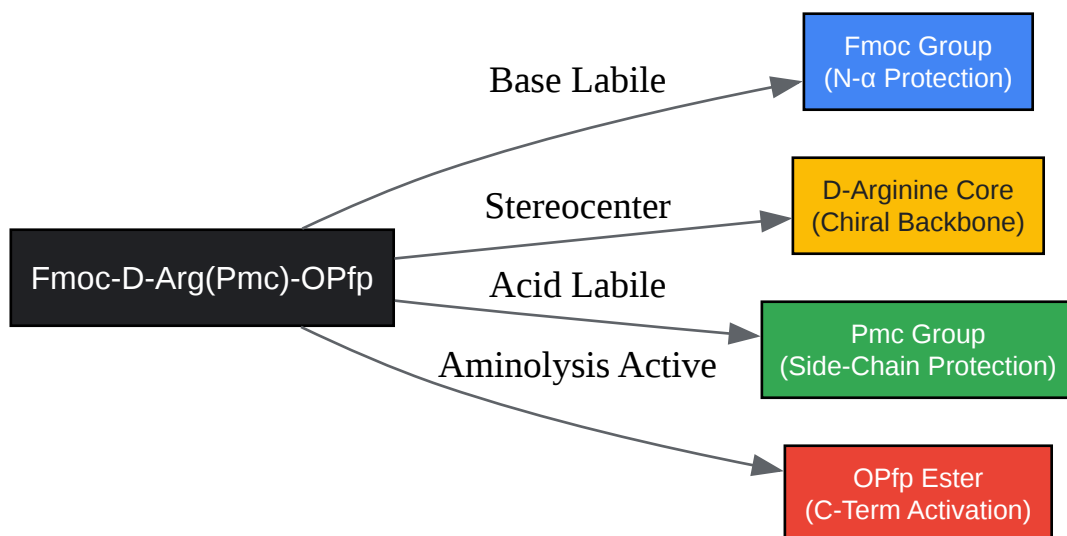 Fmoc Group
(N-α Protection)
Base Labile
D-Arginine Core
(Chiral Backbone)
Stereocenter
Fmoc-D-Arg(Pmc)-OPfp
Acid Labile
Pmc Group
(Side-Chain Protection)
Aminolysis Active
OPfp Ester
(C-Term Activation)